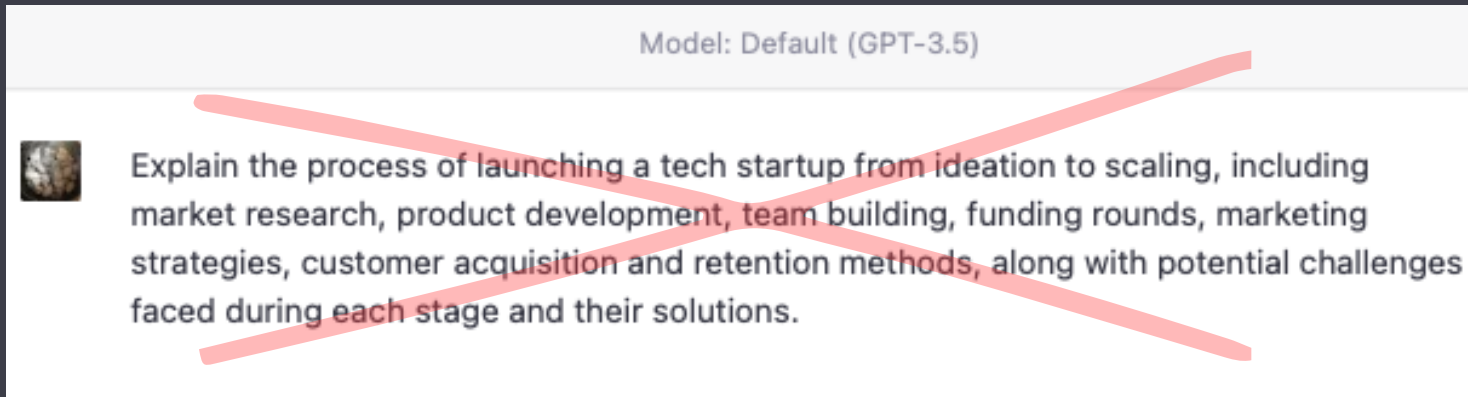 Model: Default (GPT-3.5)
Explain the process of launching a tech startup from ideation to scaling, including
market research, product development, team building, funding rounds, marketing
strategies, customer acquisition and retention methods, along with potential challenges
faced during each stage and their solutions.